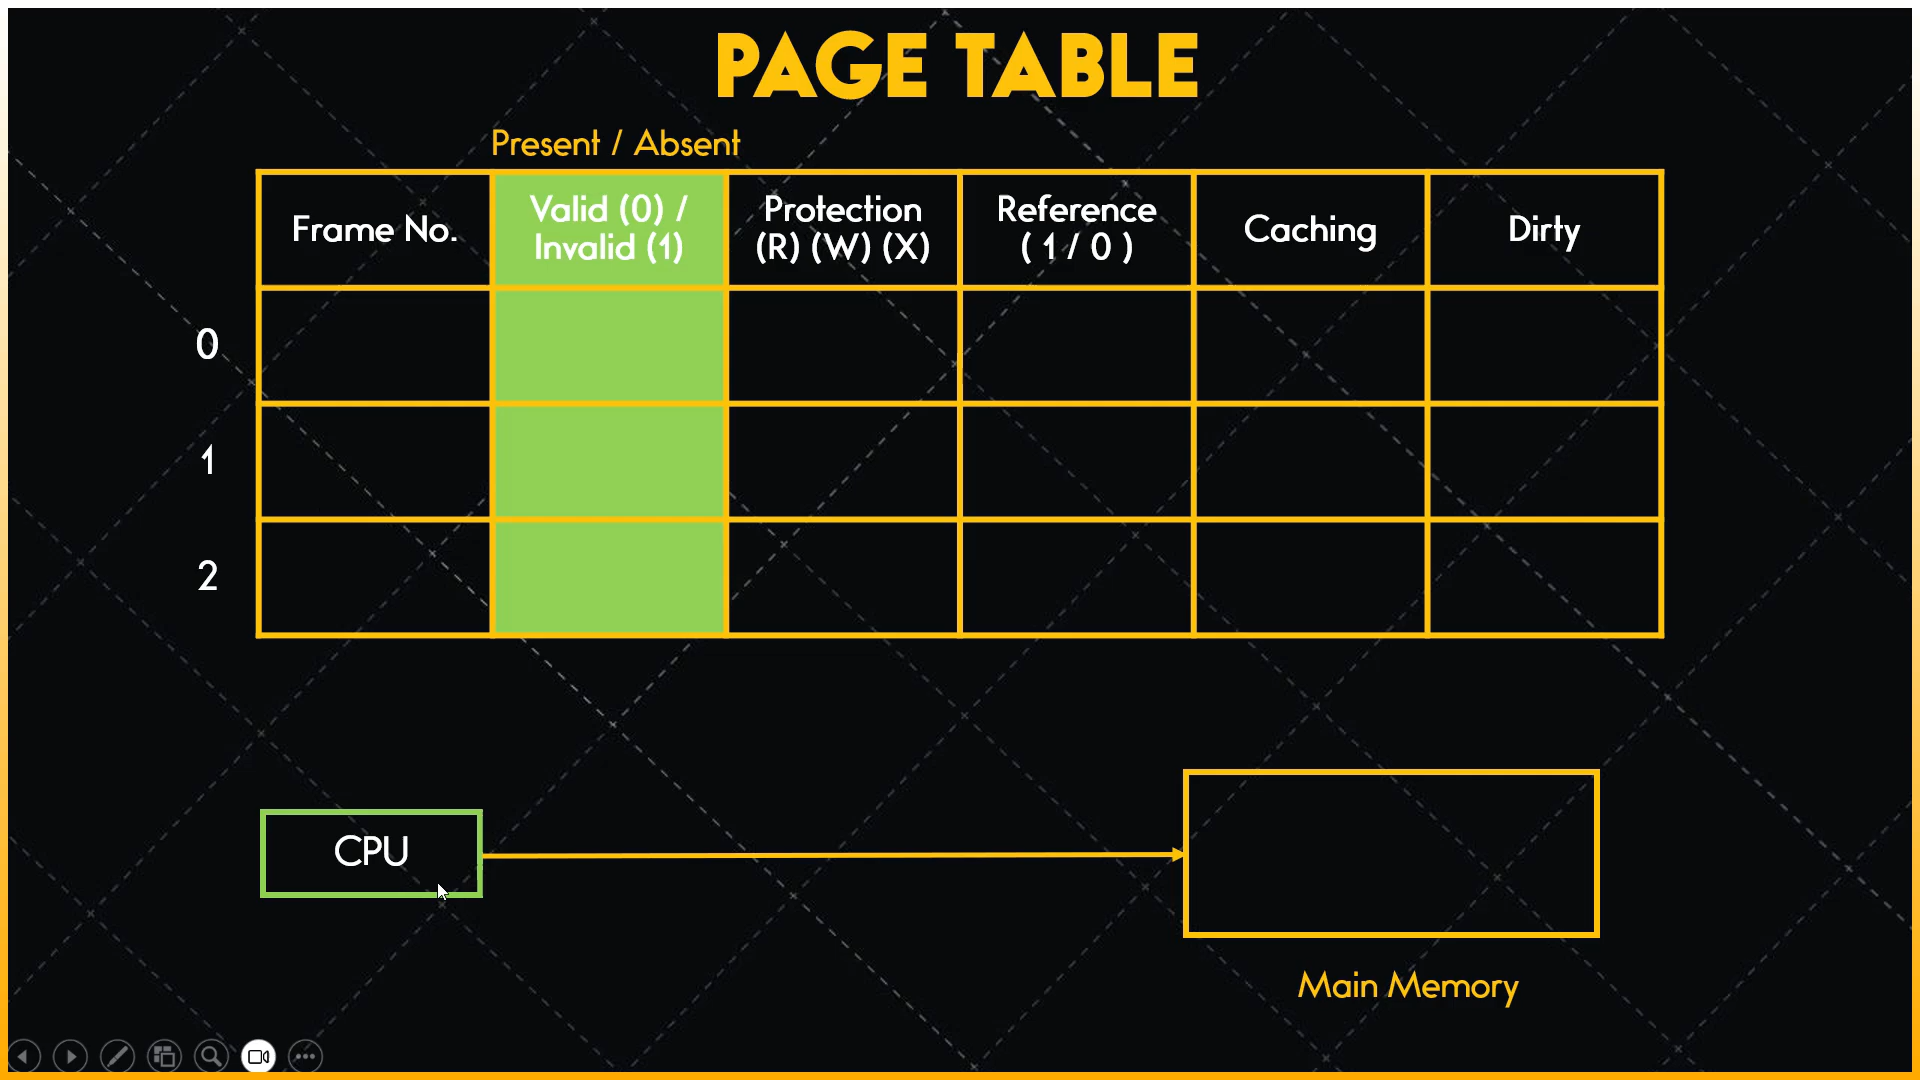 PAGE TABLE
Present / Absent
Frame No.
Valid (0) /
Invalid (1)
Protection
(R) (W) (X)
Reference
( 1 / 0 )
Caching
Dirty
0
1
2
CPU
Main Memory